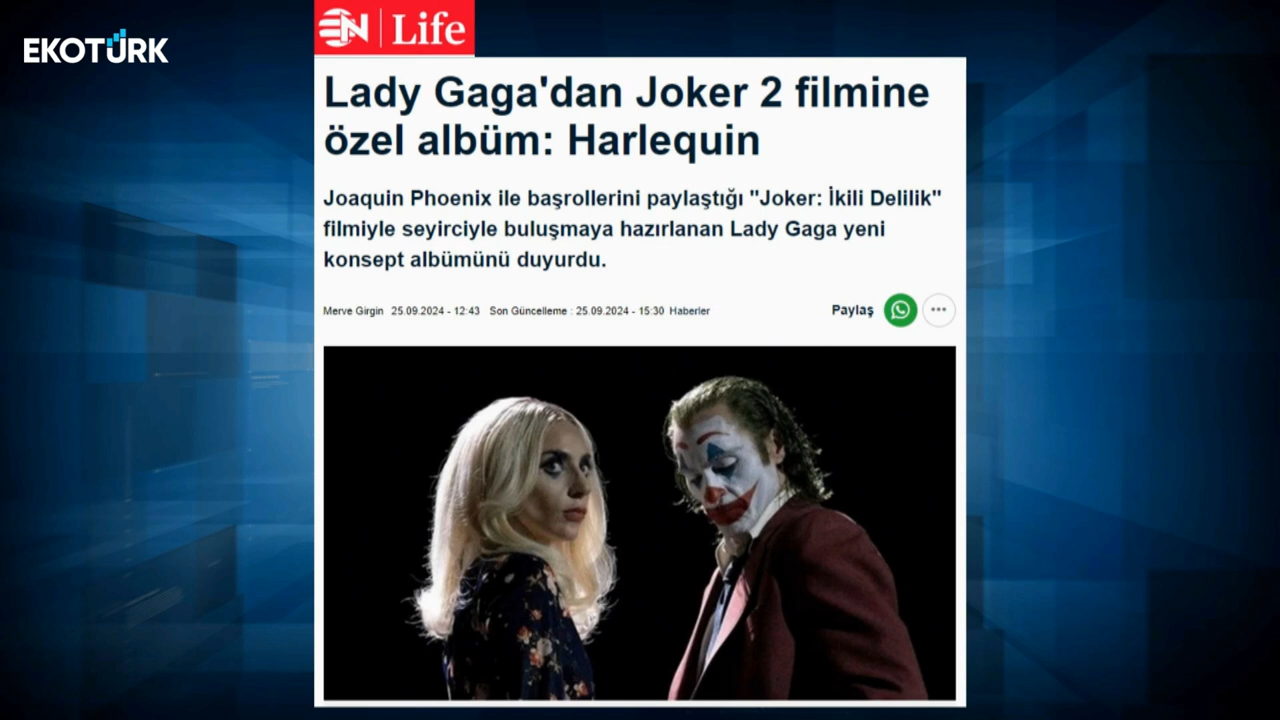 EKOTÜRK
N Life
Lady Gaga'dan Joker 2 filmine
özel albüm: Harlequin
Joaquin Phoenix ile başrollerini paylaştığı "Joker: İkili Delilik"
filmiyle seyirciyle buluşmaya hazırlanan Lady Gaga yeni
konsept albümünü duyurdu.
Merve Girgin 25.09.2024 - 12:43 Son Güncelleme : 25.09.2024 - 15:30 Haberler
Paylaş